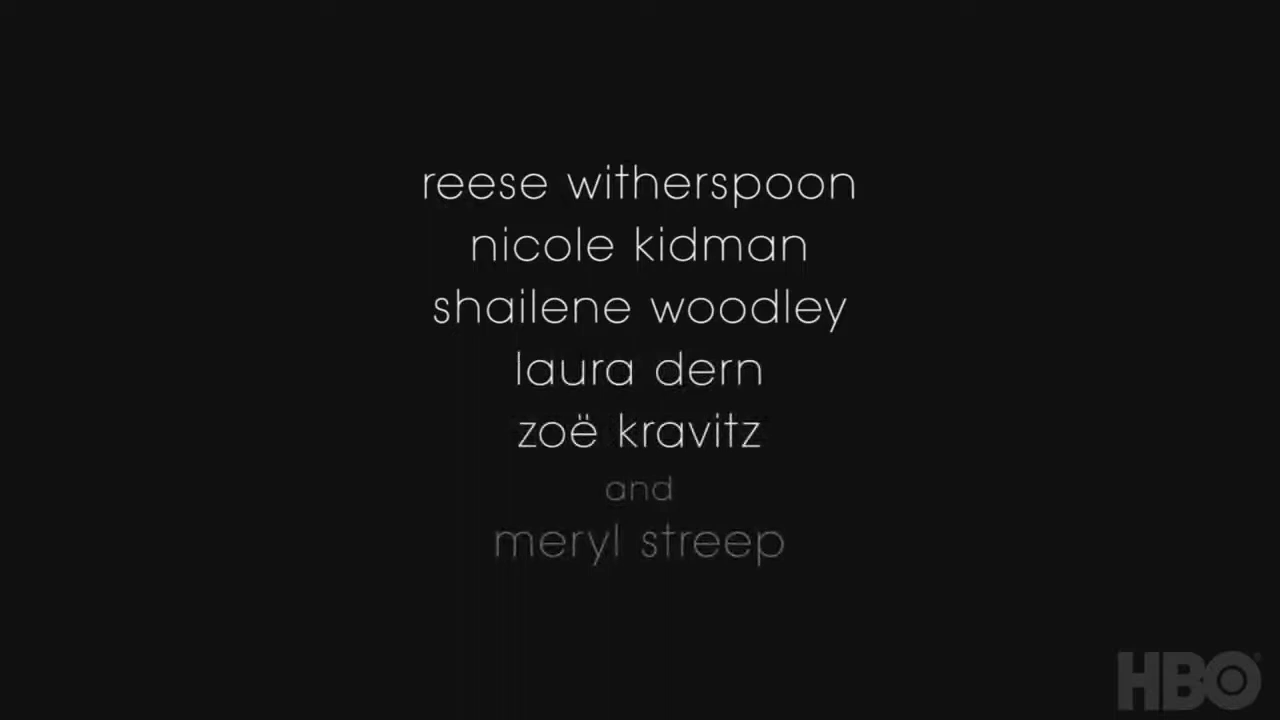 reese witherspoon
nicole kidman
shailene woodley
laura dern
zoë kravitz
and
meryl streep
HBO